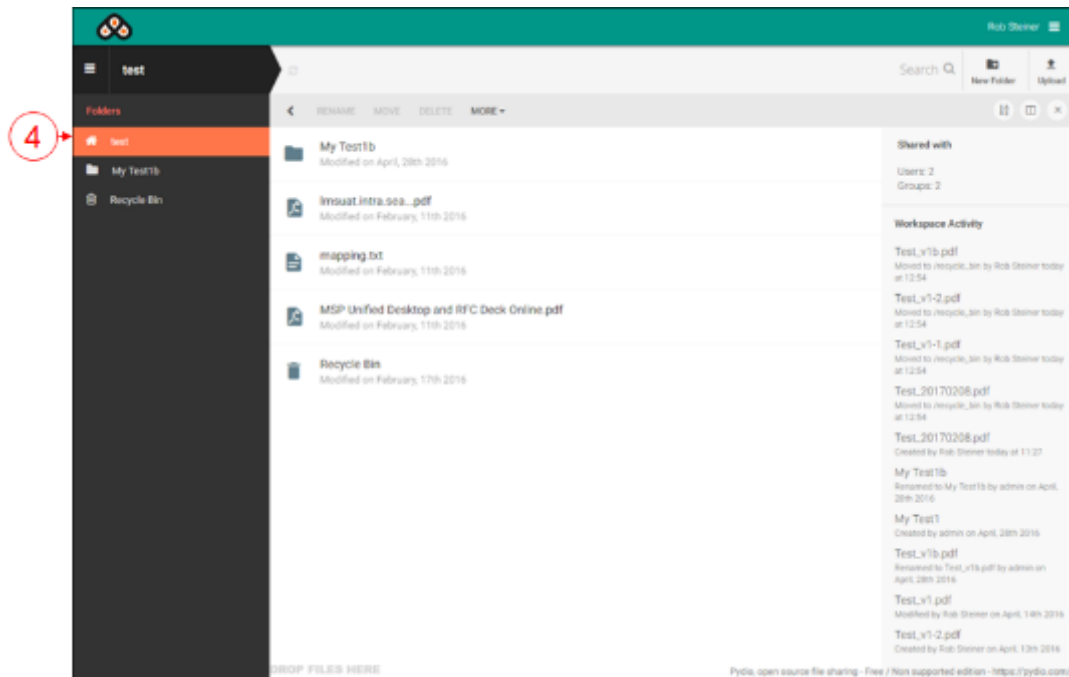 Rob Steiner
test
Search
New Folder
Upload
Folders
RENAME MOVE DELETE MORE
4
test
My Test1b
Recycle Bin
My Test1b
Modified on April, 28th 2016
lmsuat.intra.sea...pdf
Modified on February, 11th 2016
mapping.txt
Modified on February, 11th 2016
MSP Unified Desktop and RFC Deck Online.pdf
Modified on February, 11th 2016
Recycle Bin
Modified on February, 17th 2016
Shared with
Users: 2
Groups: 2
Workspace Activity
Test_v1b.pdf
Moved to /recycle_bin by Rob Steiner today
at 12:54
Test_v1-2.pdf
Moved to /recycle_bin by Rob Steiner today
at 12:54
Test_v1-1.pdf
Moved to /recycle_bin by Rob Steiner today
at 12:54
Test_20170208.pdf
Moved to /recycle_bin by Rob Steiner today
at 12:54
Test_20170208.pdf
Created by Rob Steiner today at 11:27
My Test1b
Renamed to My Test1b by admin on April,
28th 2016
My Test1
Created by admin on April, 28th 2016
Test_v1b.pdf
Renamed to Test_v1b.pdf by admin on
April, 28th 2016
Test_v1.pdf
Modified by Rob Steiner on April, 14th 2016
Test_v1-2.pdf
Created by Rob Steiner on April, 13th 2016
DROP FILES HERE
Pydio, open source file sharing - Free / Non supported edition - https://pydio.com/